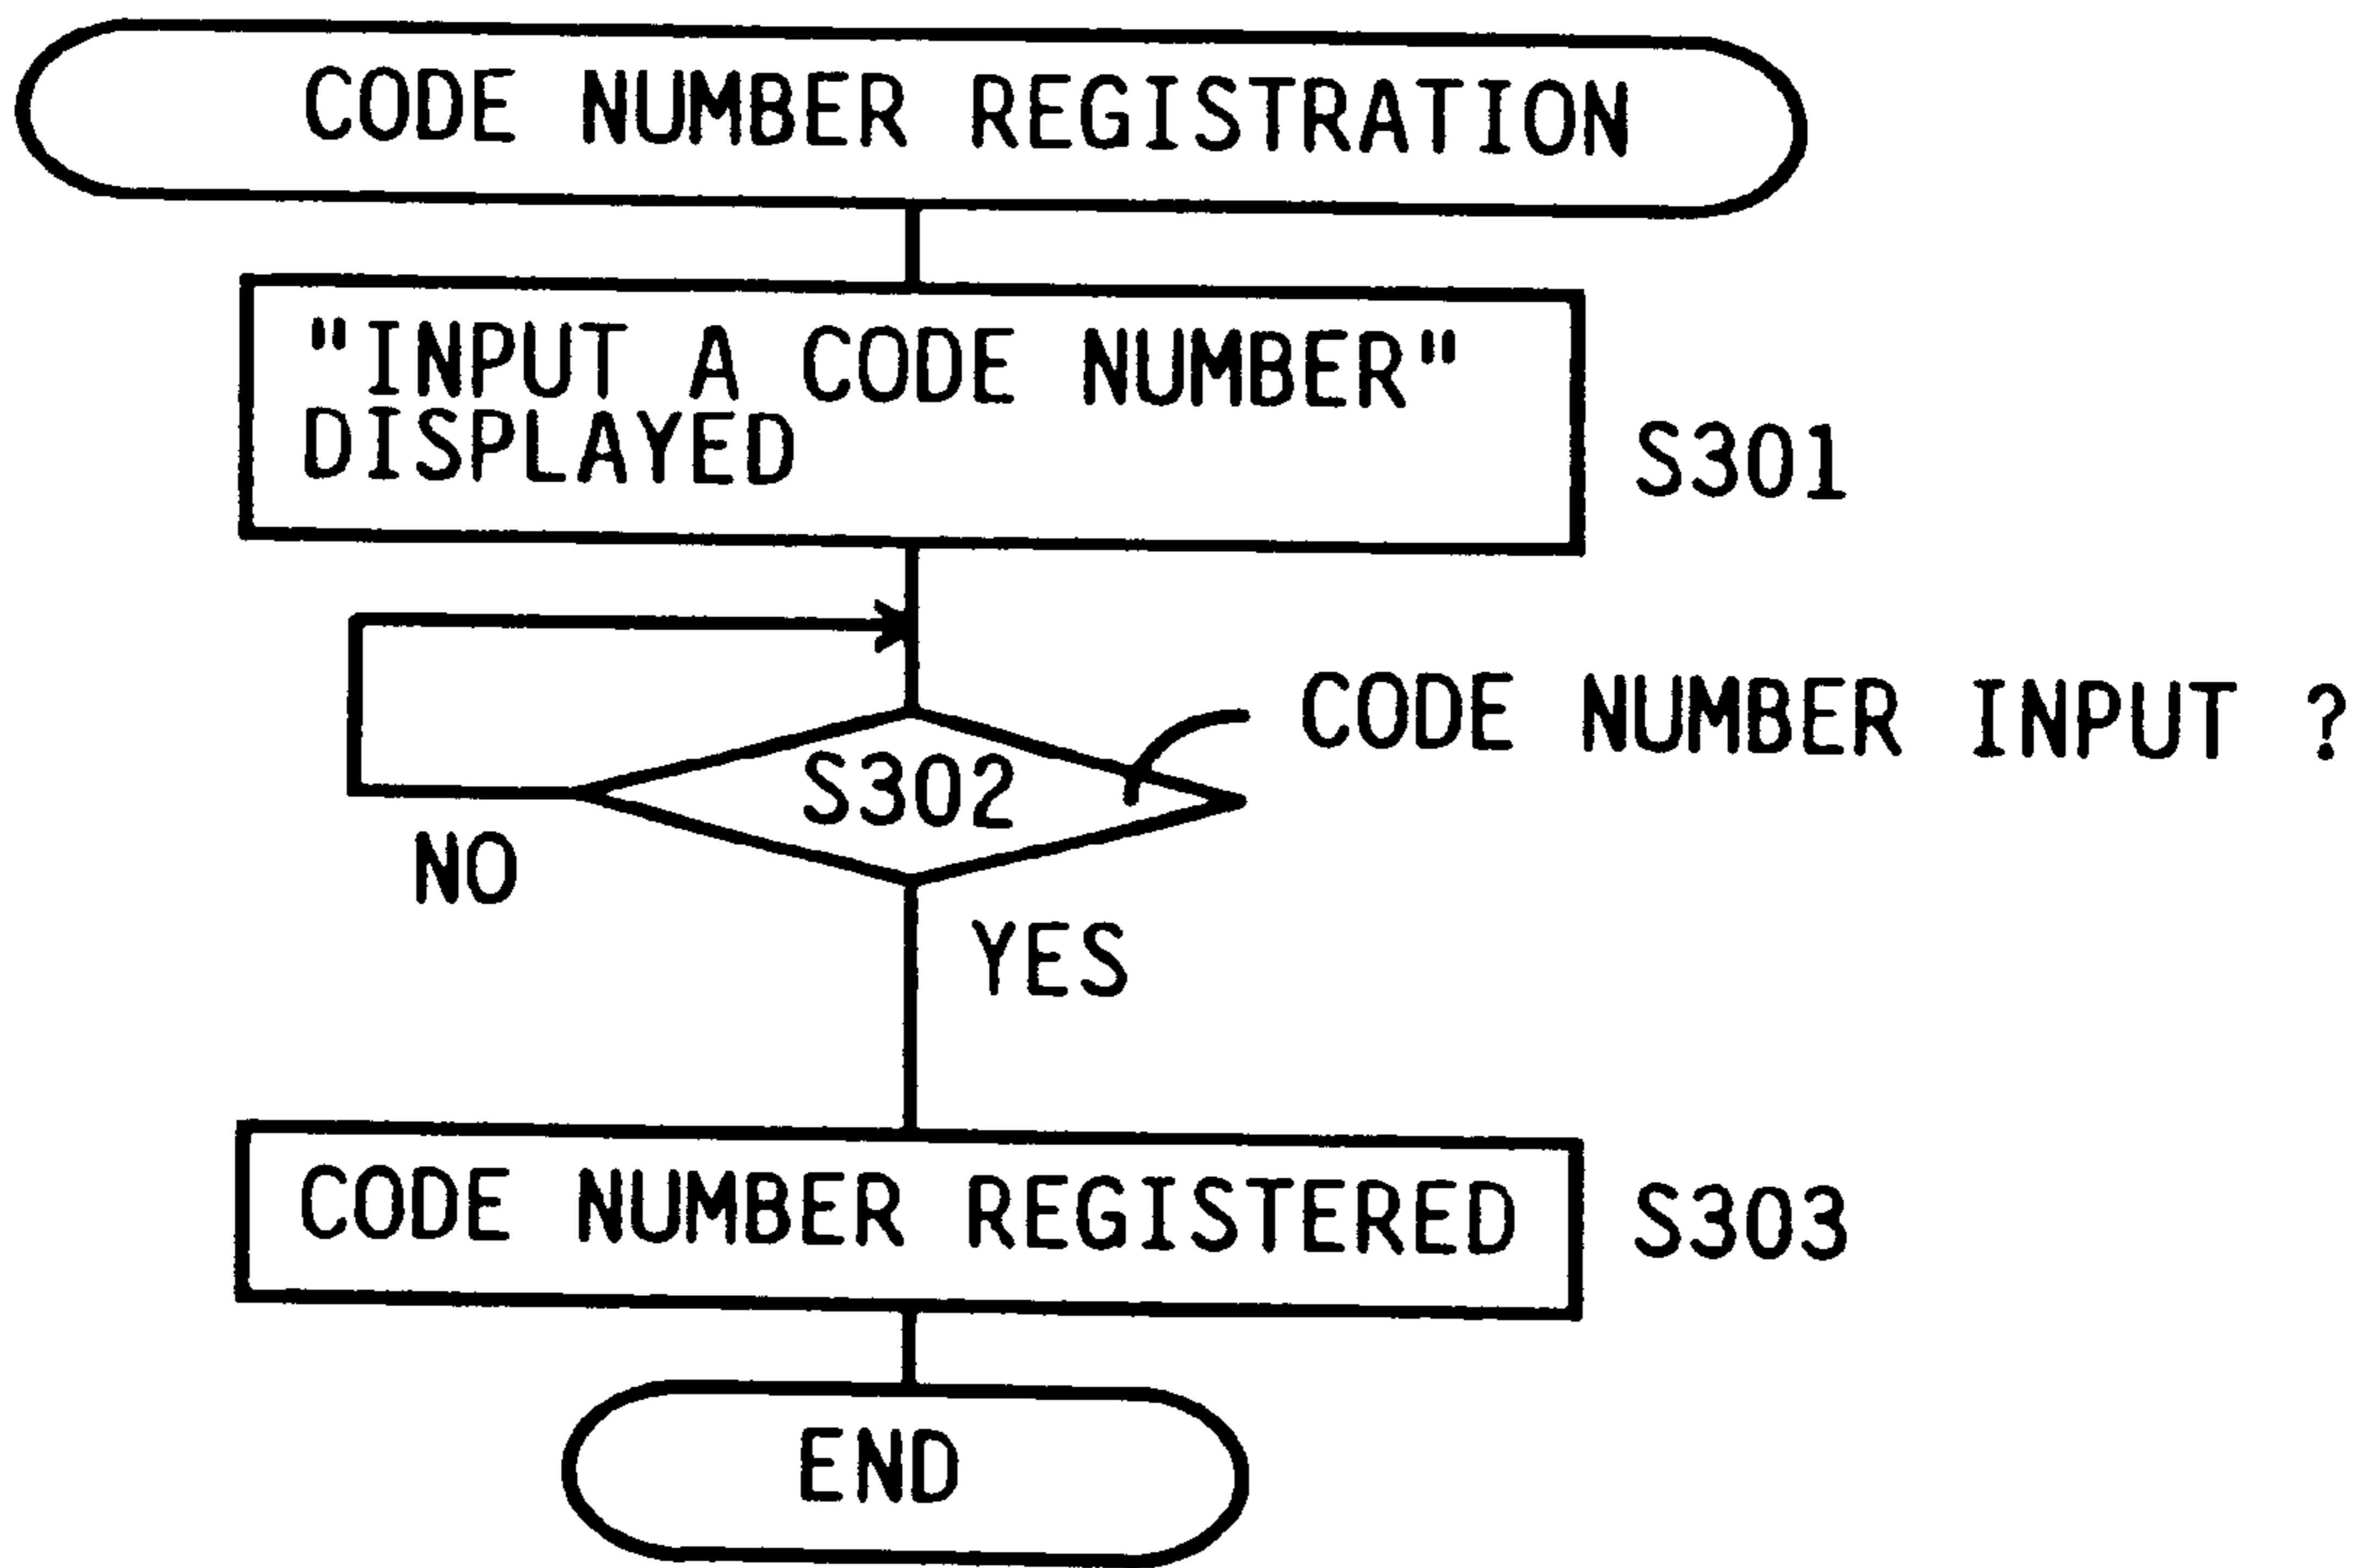 CODE NUMBER REGISTRATION
"INPUT A CODE NUMBER"
DISPLAYED
S301
CODE NUMBER INPUT ?
S302
NO
YES
CODE NUMBER REGISTERED
S303
END